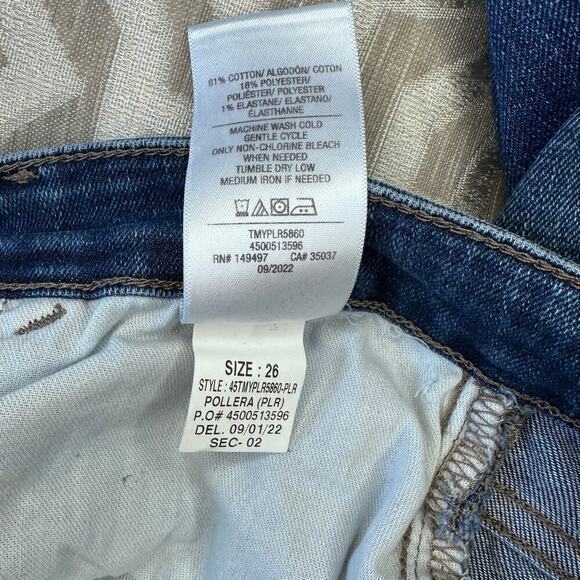 81% COTTON/ ALGODÓN/ COTON
18% POLYESTER/
POLIÉSTER/ POLYESTER
1% ELASTANE/ ELASTANO/
ÉLASTHANNE
MACHINE WASH COLD
GENTLE CYCLE
ONLY NON-CHLORINE BLEACH
WHEN NEEDED
TUMBLE DRY LOW
MEDIUM IRON IF NEEDED
TMYPLR5860
4500513596
RN# 149497 CA# 35037
09/2022
SIZE : 26
STYLE : 45TMYPLR5860-PLR
POLLERA (PLR)
P.O# 4500513596
DEL. 09/01/22
SEC- 02